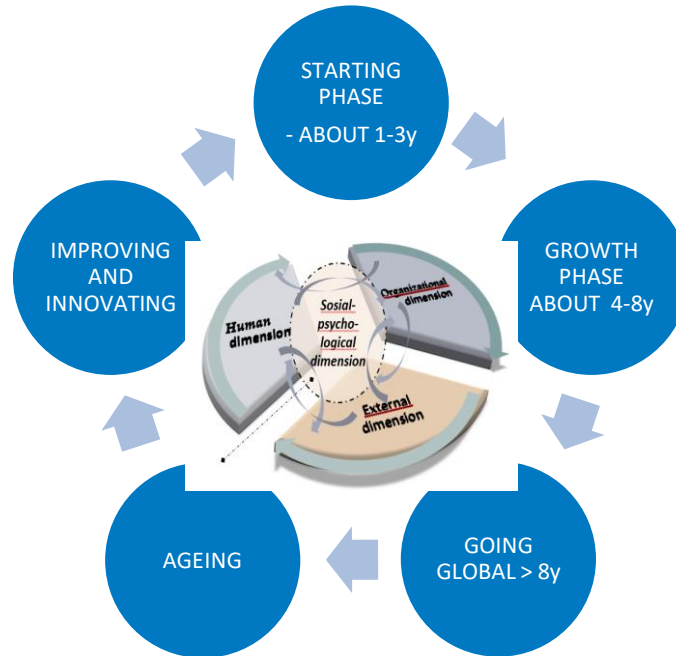 STARTING
PHASE
- ABOUT 1-3y
GROWTH
PHASE
ABOUT 4-8y
GOING
GLOBAL > 8y
AGEING
IMPROVING
AND
INNOVATING
Human
dimension
Sosial-
psycho-
logical
dimension
Organizational
dimension
External
dimension